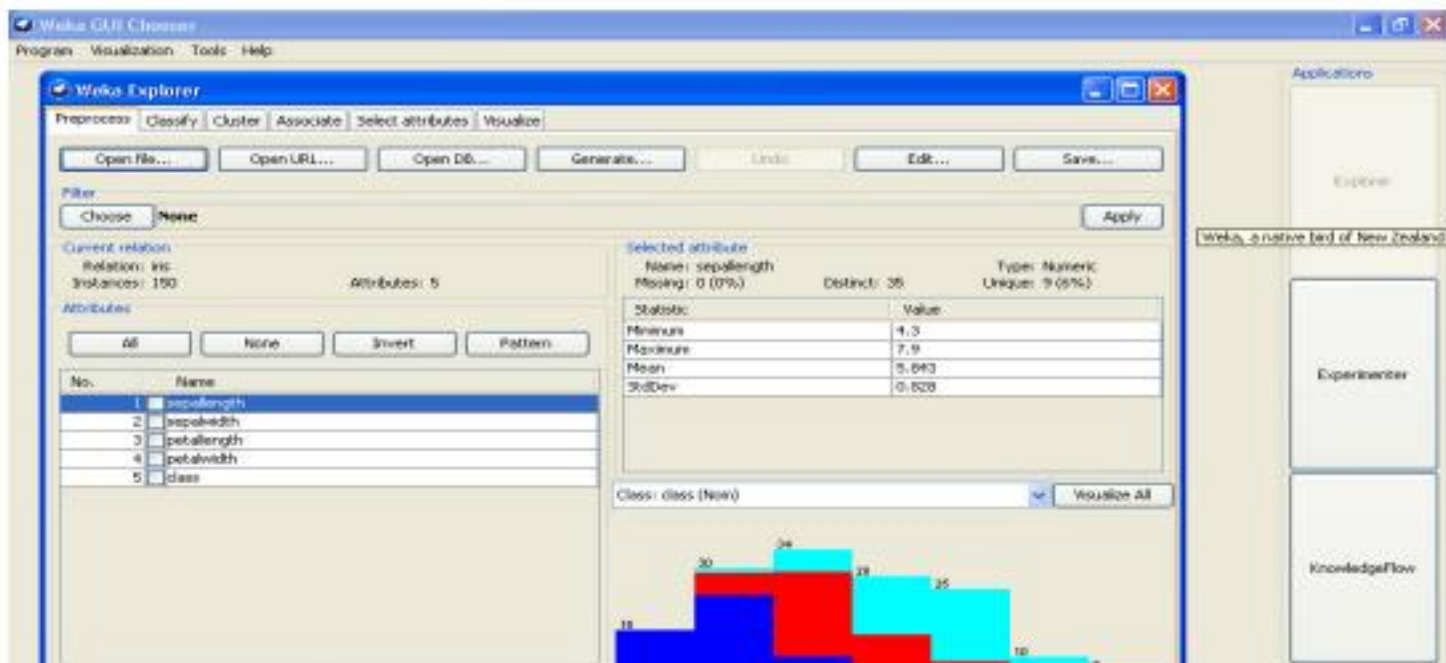 Weka GUI Chooser
Program Visualization Tools Help
Applications
Weka Explorer
Preprocess Classify Cluster Associate Select attributes Visualize
Open file... Open URL... Open DB... Generate... Undo Edit... Save...
Explorer
Filter
Choose None Apply
Weka, a native bird of New Zealand
Current relation
Relation: iris
Instances: 150 Attributes: 5
Selected attribute
Name: sepallength Type: Numeric
Missing: 0 (0%) Distinct: 35 Unique: 9 (6%)
Attributes
All None Invert Pattern
Statistic Value
Minimum 4.3
Maximum 7.9
Mean 5.843
StdDev 0.828
No. Name
1 sepallength
2 sepalwidth
3 petallength
4 petalwidth
5 class
Experimenter
Class: class (Nom) Visualize All
34
30
28
25
16
10
KnowledgeFlow